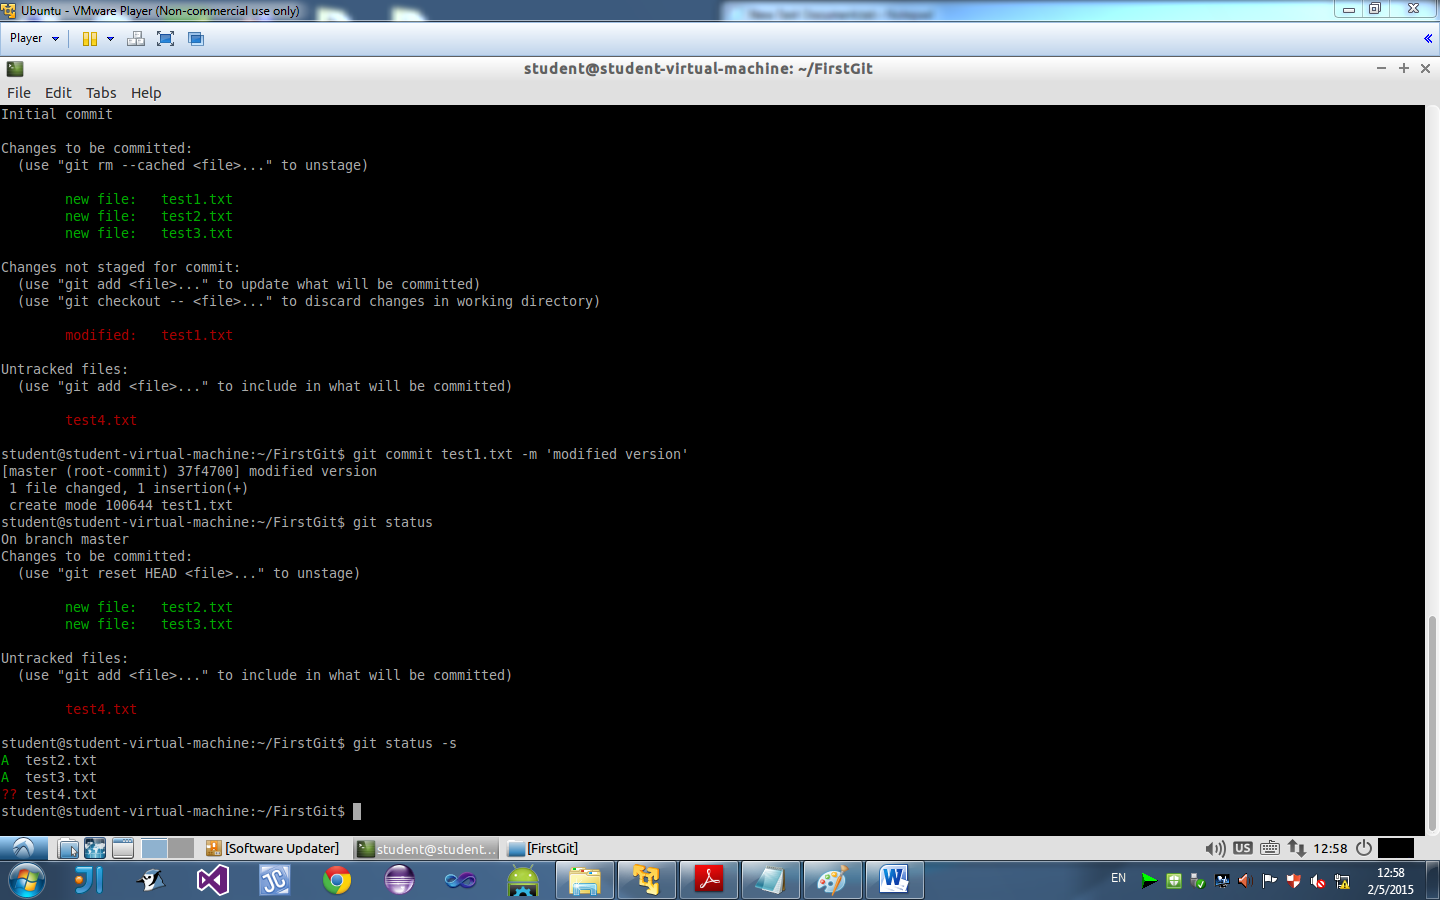 Ubuntu - VMware Player (Non-commercial use only)
Player
student@student-virtual-machine: ~/FirstGit
File Edit Tabs Help
Initial commit
Changes to be committed:
  (use "git rm --cached <file>..." to unstage)
        new file:   test1.txt
        new file:   test2.txt
        new file:   test3.txt
Changes not staged for commit:
  (use "git add <file>..." to update what will be committed)
  (use "git checkout -- <file>..." to discard changes in working directory)
        modified:   test1.txt
Untracked files:
  (use "git add <file>..." to include in what will be committed)
        test4.txt
student@student-virtual-machine:~/FirstGit$ git commit test1.txt -m 'modified version'
[master (root-commit) 37f4700] modified version
 1 file changed, 1 insertion(+)
 create mode 100644 test1.txt
student@student-virtual-machine:~/FirstGit$ git status
On branch master
Changes to be committed:
  (use "git reset HEAD <file>..." to unstage)
        new file:   test2.txt
        new file:   test3.txt
Untracked files:
  (use "git add <file>..." to include in what will be committed)
        test4.txt
student@student-virtual-machine:~/FirstGit$ git status -s
A  test2.txt
A  test3.txt
?? test4.txt
student@student-virtual-machine:~/FirstGit$
[Software Updater] student@student... [FirstGit] US 12:58
EN 12:58
2/5/2015